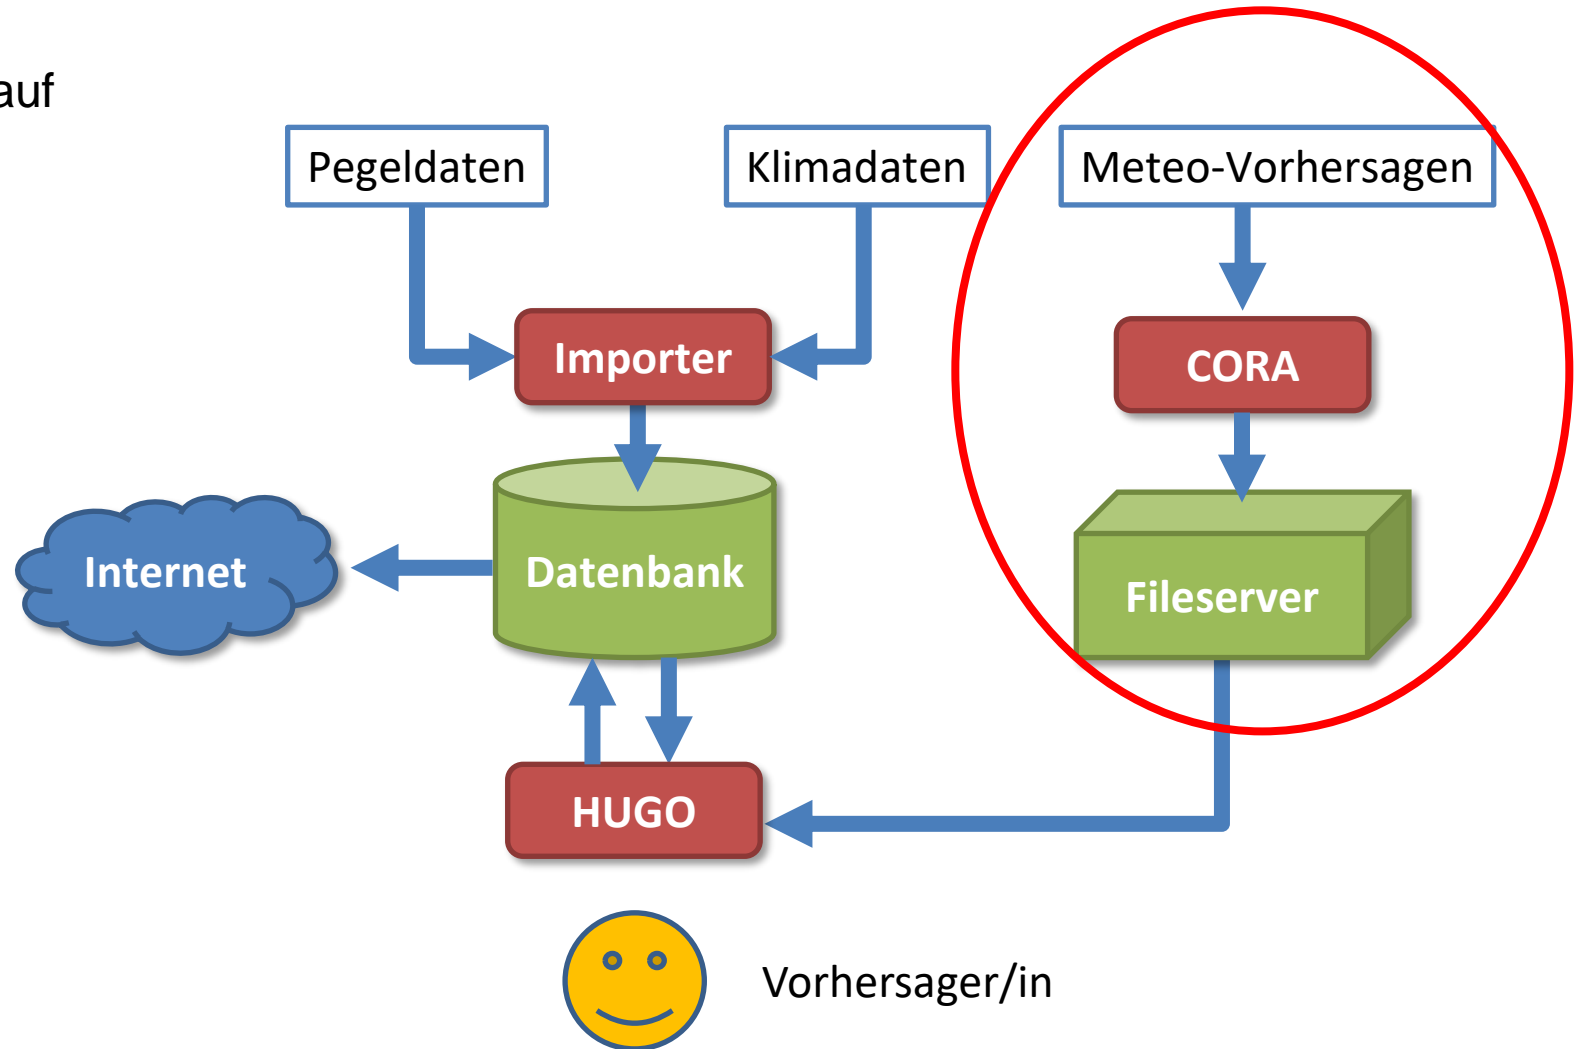 auf
Pegeldaten
Klimadaten
Meteo-Vorhersagen
Importer
CORA
Internet
Datenbank
Fileserver
HUGO
Vorhersager/in